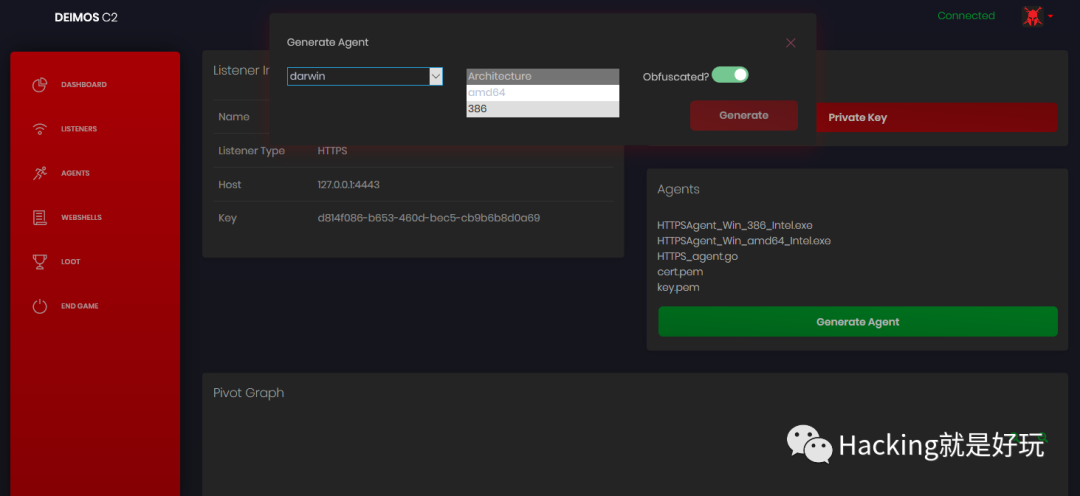 DEIMOS C2
Connected
DASHBOARD
LISTENERS
AGENTS
WEBSHELLS
LOOT
END GAME
Generate Agent
darwin
Architecture
amd64
386
Obfuscated?
Generate
Listener In
Name
Listener Type HTTPS
Host 127.0.0.1:4443
Key d814f086-b653-460d-bec5-cb9b6b8d0a69
Private Key
Agents
HTTPSAgent_Win_386_Intel.exe
HTTPSAgent_Win_amd64_Intel.exe
HTTPS_agent.go
cert.pem
key.pem
Generate Agent
Pivot Graph
Hacking就是好玩